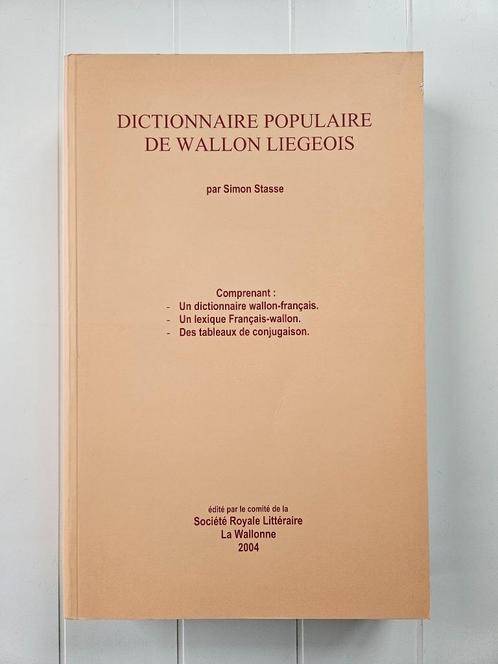 DICTIONNAIRE POPULAIRE
DE WALLON LIEGEOIS
par Simon Stasse
Comprenant :
- Un dictionnaire wallon-français.
- Un lexique Français-wallon.
- Des tableaux de conjugaison.
édité par le comité de la
Société Royale Littéraire
La Wallonne
2004